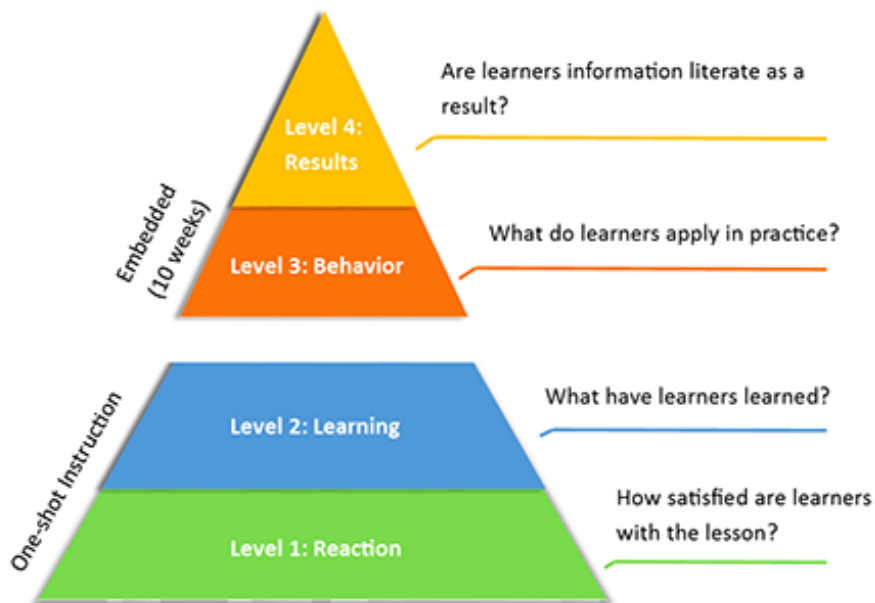 Are learners information literate as a
result?
Level 4:
Results
Embedded
(10 weeks)
What do learners apply in practice?
Level 3: Behavior
What have learners learned?
Level 2: Learning
One-shot Instruction
How satisfied are learners
with the lesson?
Level 1: Reaction